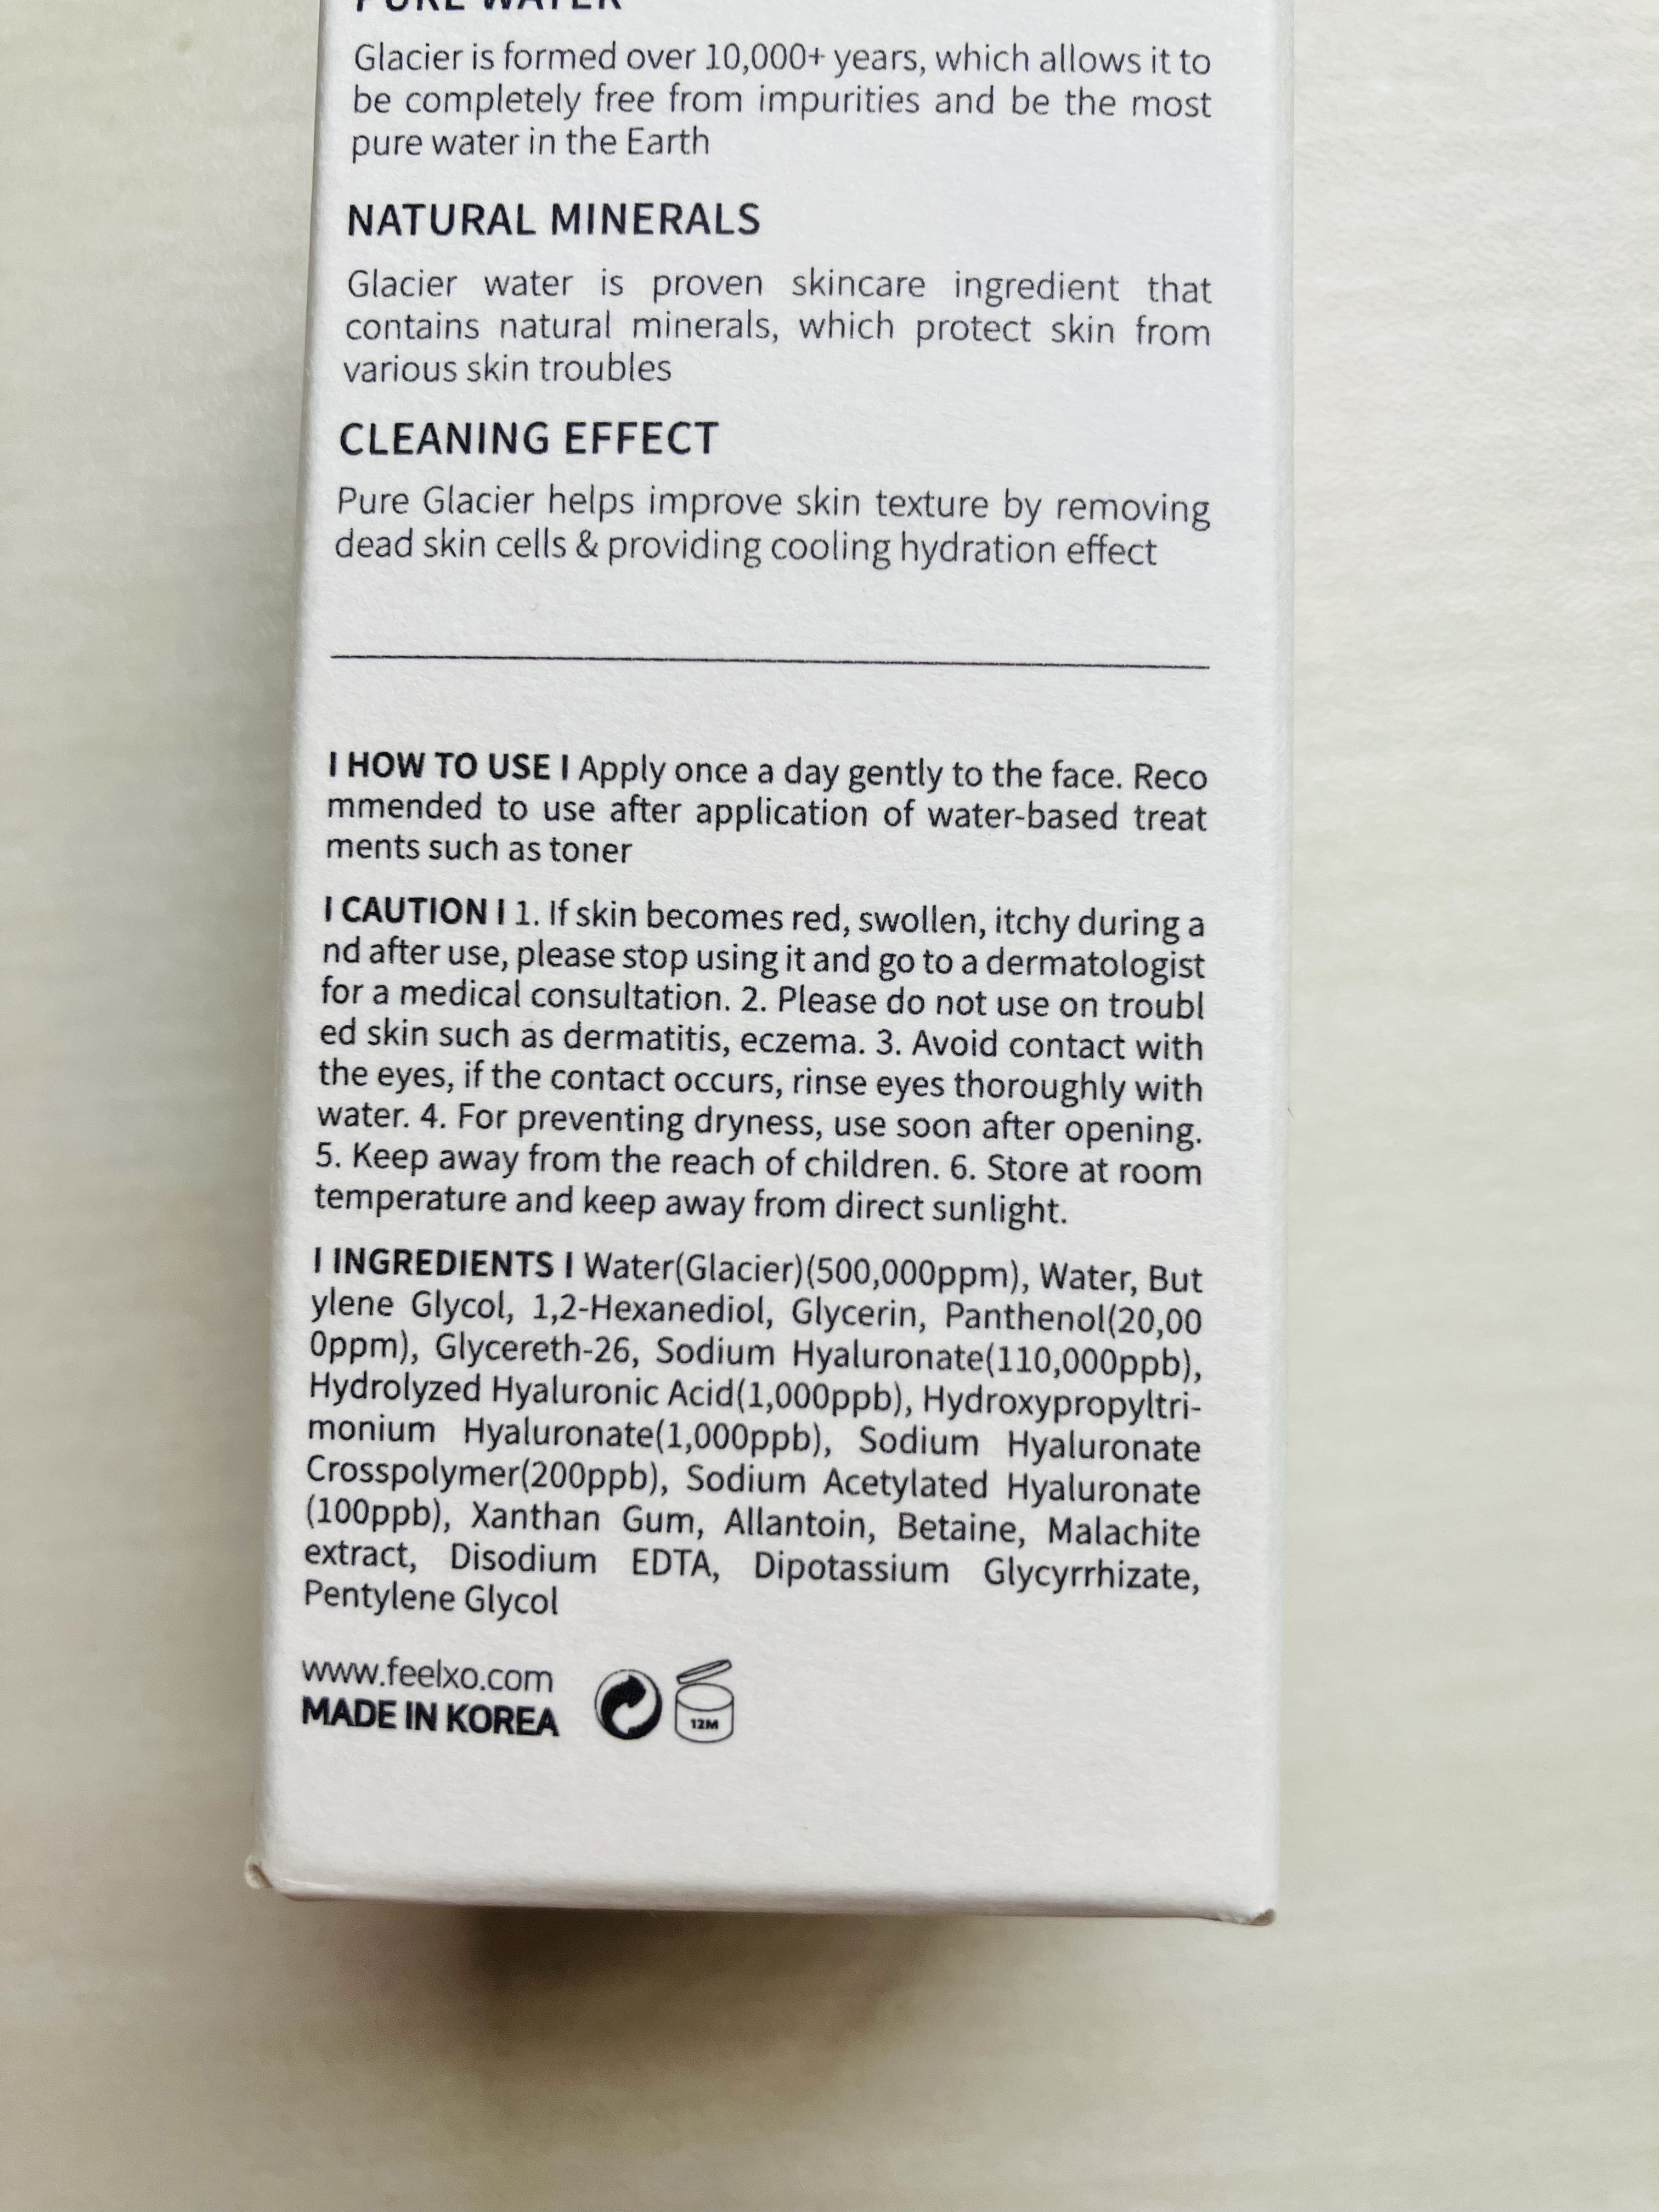 PURE WATER
Glacier is formed over 10,000+ years, which allows it to
be completely free from impurities and be the most
pure water in the Earth
NATURAL MINERALS
Glacier water is proven skincare ingredient that
contains natural minerals, which protect skin from
various skin troubles
CLEANING EFFECT
Pure Glacier helps improve skin texture by removing
dead skin cells & providing cooling hydration effect
I HOW TO USE I Apply once a day gently to the face. Reco
mmended to use after application of water-based treat
ments such as toner
I CAUTION I 1. If skin becomes red, swollen, itchy during a
nd after use, please stop using it and go to a dermatologist
for a medical consultation. 2. Please do not use on troubl
ed skin such as dermatitis, eczema. 3. Avoid contact with
the eyes, if the contact occurs, rinse eyes thoroughly with
water. 4. For preventing dryness, use soon after opening.
5. Keep away from the reach of children. 6. Store at room
temperature and keep away from direct sunlight.
I INGREDIENTS I Water(Glacier)(500,000ppm), Water, But
ylene Glycol, 1,2-Hexanediol, Glycerin, Panthenol(20,00
0ppm), Glycereth-26, Sodium Hyaluronate(110,000ppb),
Hydrolyzed Hyaluronic Acid(1,000ppb), Hydroxypropyltri-
monium Hyaluronate(1,000ppb), Sodium Hyaluronate
Crosspolymer(200ppb), Sodium Acetylated Hyaluronate
(100ppb), Xanthan Gum, Allantoin, Betaine, Malachite
extract, Disodium EDTA, Dipotassium Glycyrrhizate,
Pentylene Glycol
www.feelxo.com
MADE IN KOREA
12M